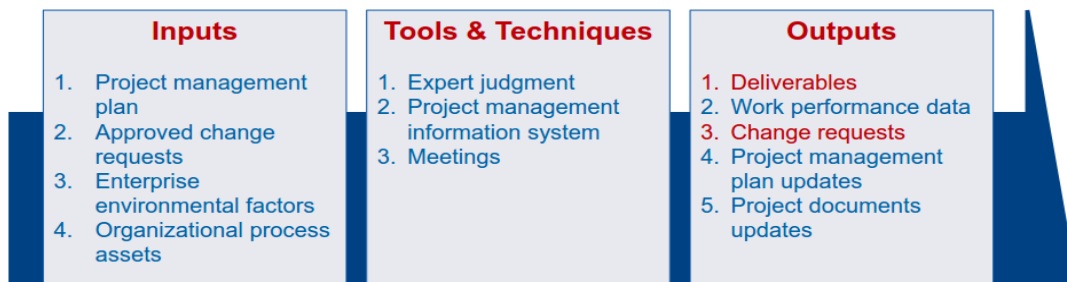 Inputs
1. Project management
plan
2. Approved change
requests
3. Enterprise
environmental factors
4. Organizational process
assets
Tools & Techniques
1. Expert judgment
2. Project management
information system
3. Meetings
Outputs
1. Deliverables
2. Work performance data
3. Change requests
4. Project management
plan updates
5. Project documents
updates